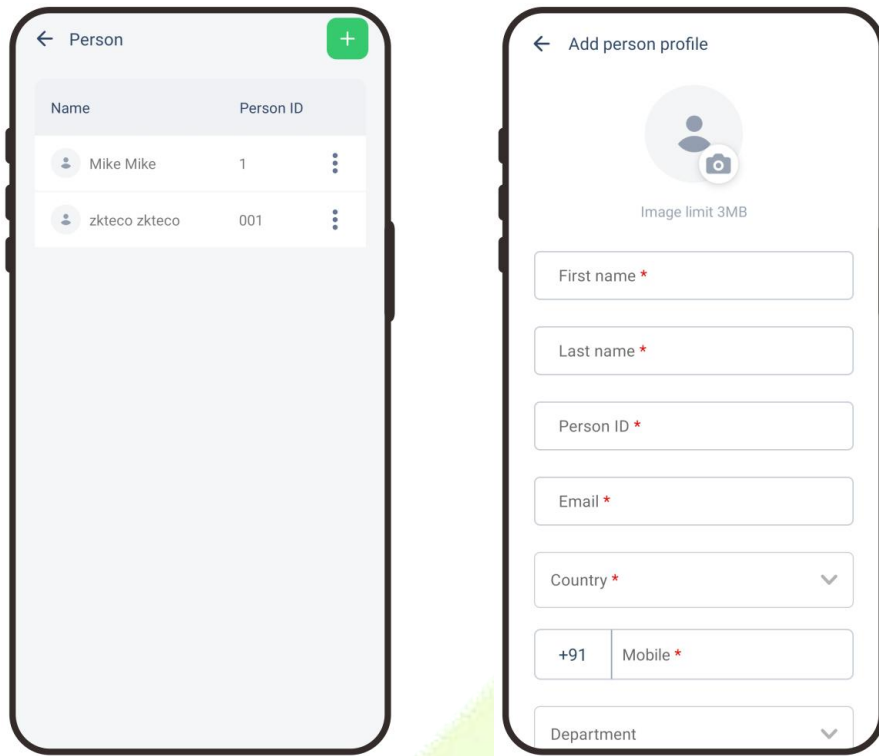 Person
Name Person ID
Mike Mike 1
zkteco zkteco 001
Add person profile
Image limit 3MB
First name *
Last name *
Person ID *
Email *
Country *
+91 Mobile *
Department